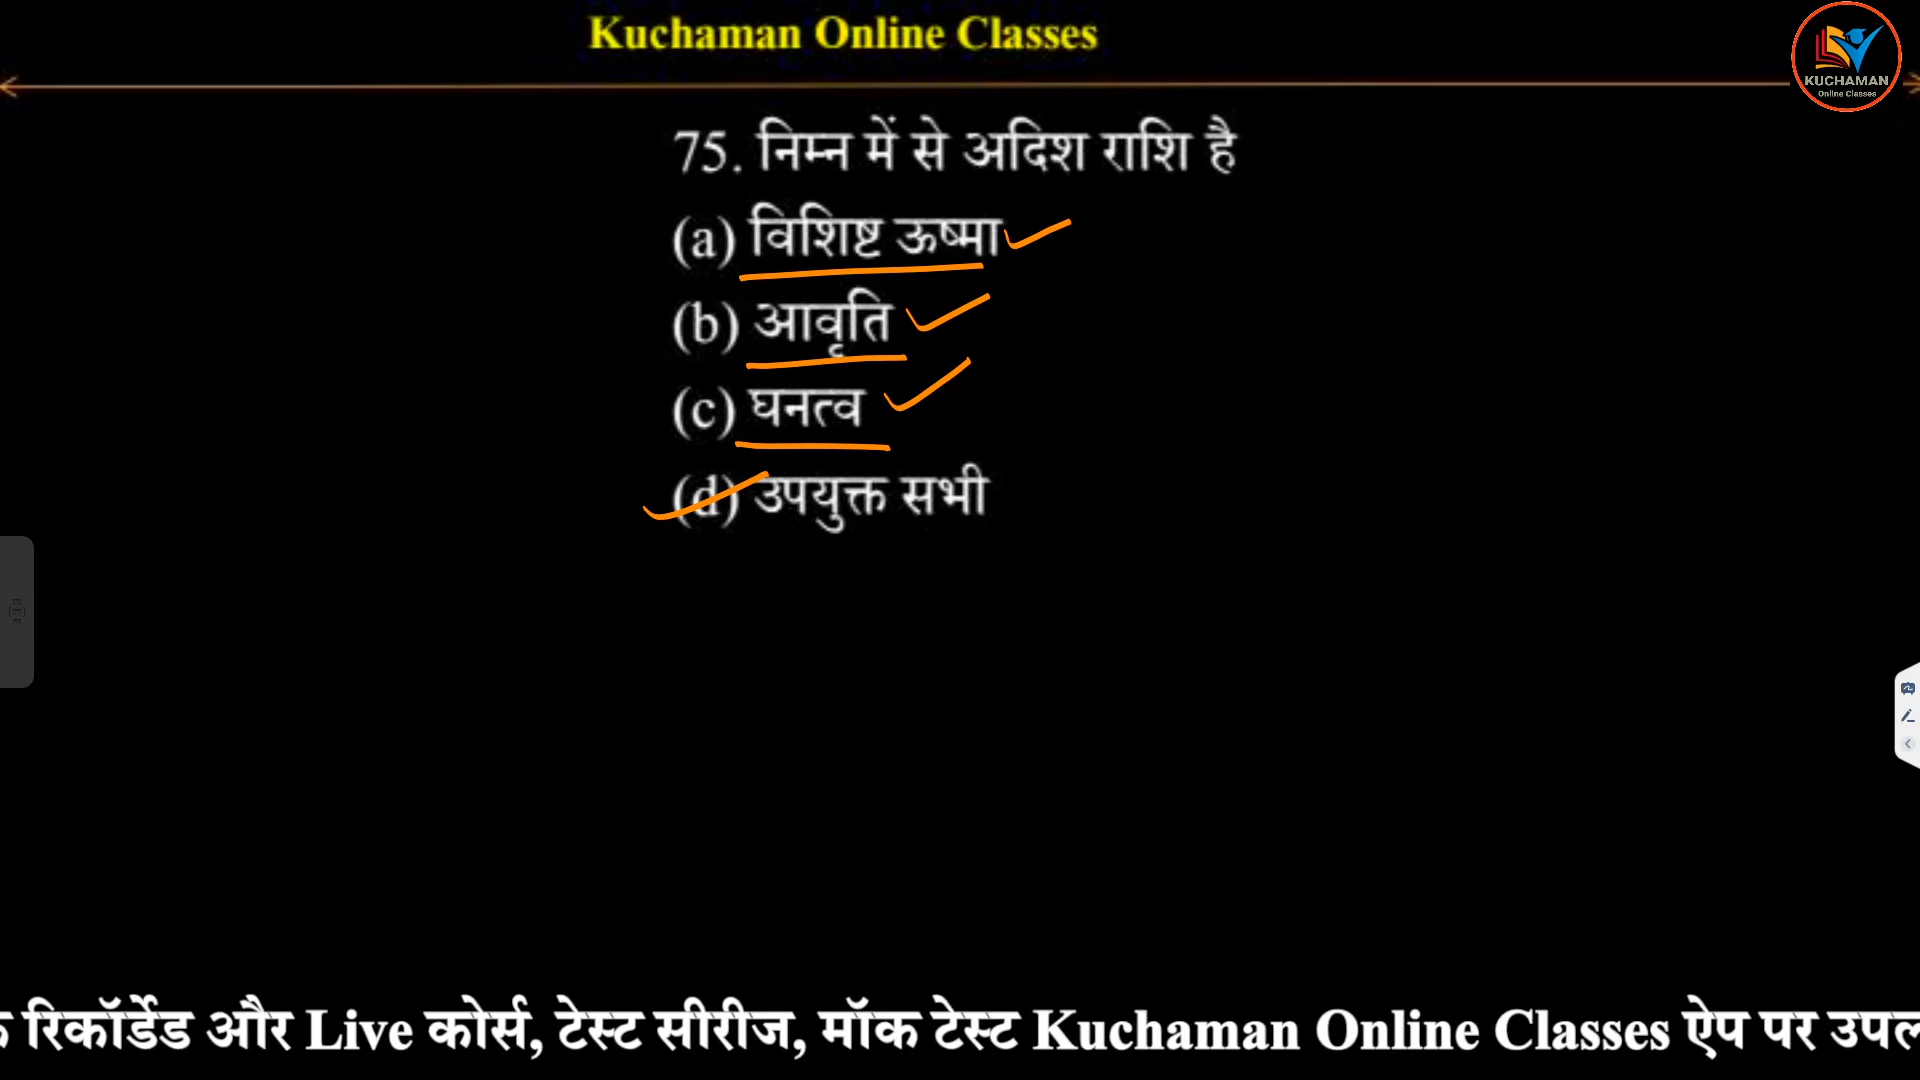 Kuchaman Online Classes
KUCHAMAN
Online Classes
75. निम्न में से अदिश राशि है
(a) विशिष्ट ऊष्मा
(b) आवृति
(c) घनत्व
(d) उपयुक्त सभी
रिकॉर्डेड और Live कोर्स, टेस्ट सीरीज, मॉक टेस्ट Kuchaman Online Classes ऐप पर